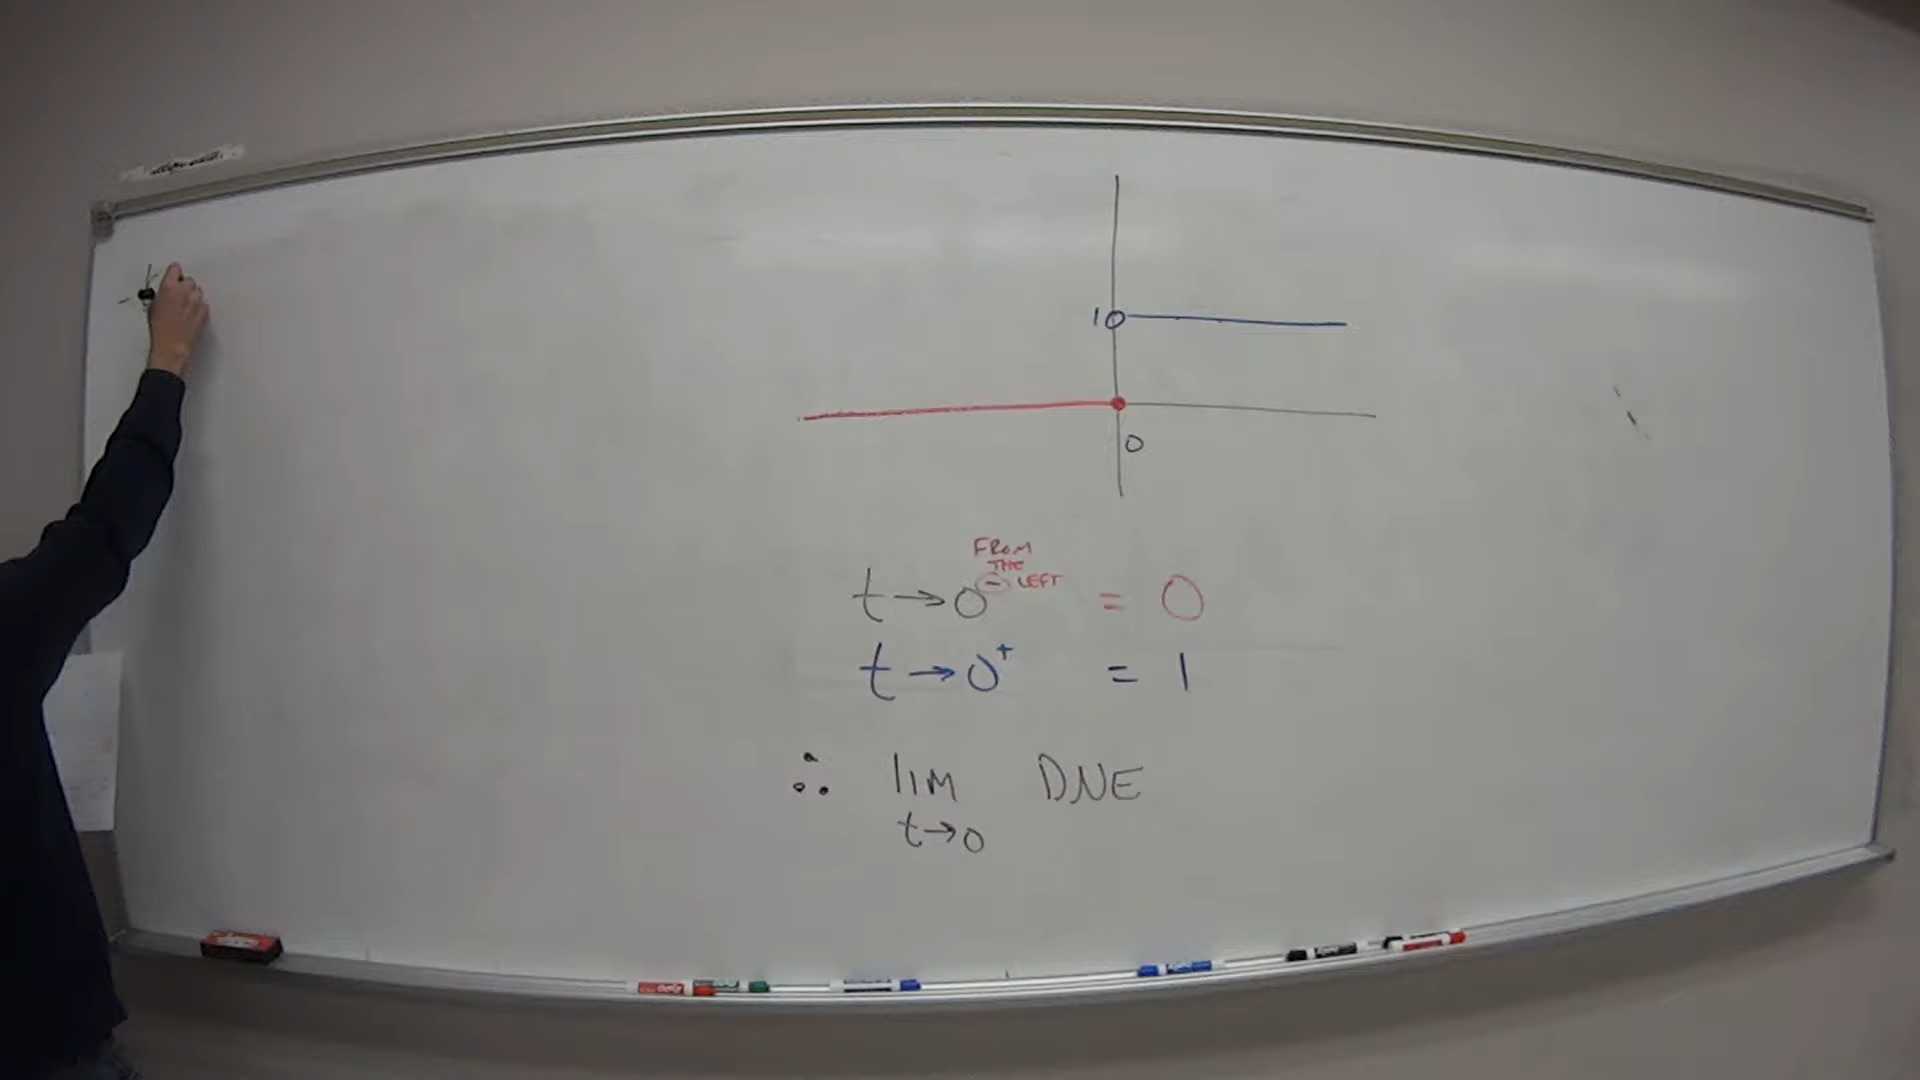 1
0
FROM
THE
t→0⁻ LEFT = 0
t→0⁺ = 1
∴ lim DNE
t→0